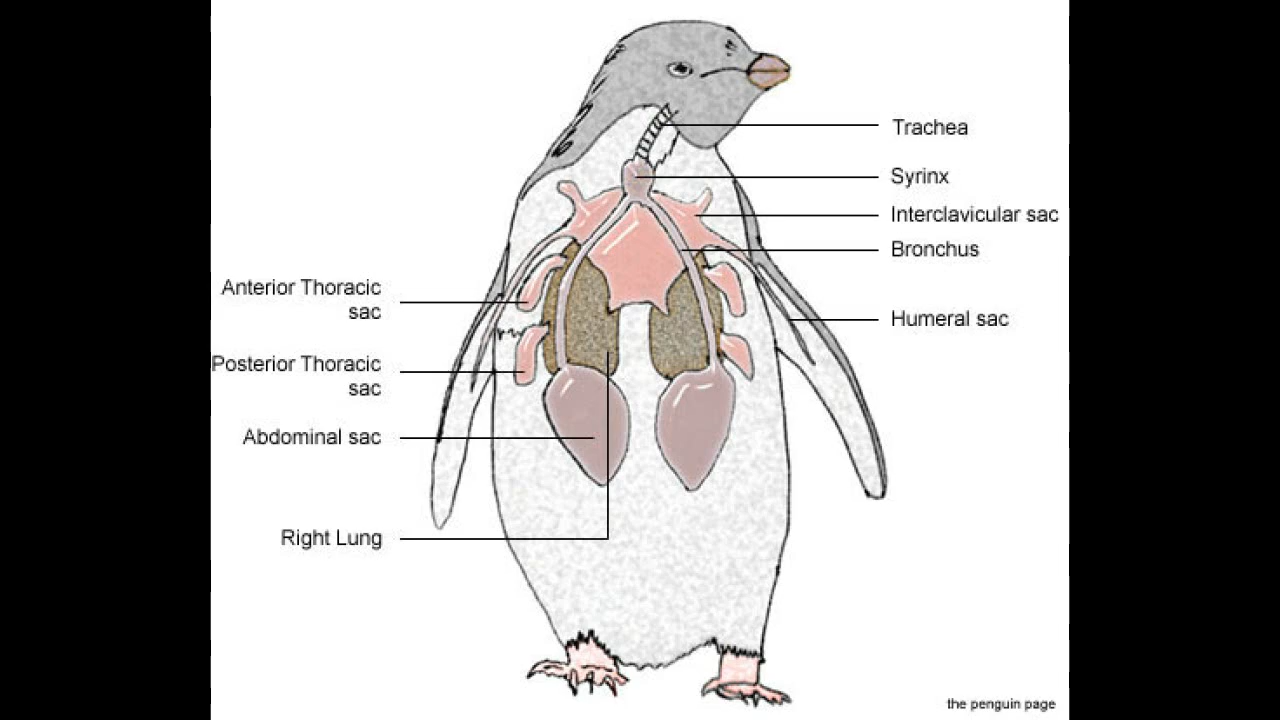 Trachea
Syrinx
Interclavicular sac
Bronchus
Humeral sac
Anterior Thoracic
sac
Posterior Thoracic
sac
Abdominal sac
Right Lung
the penguin page